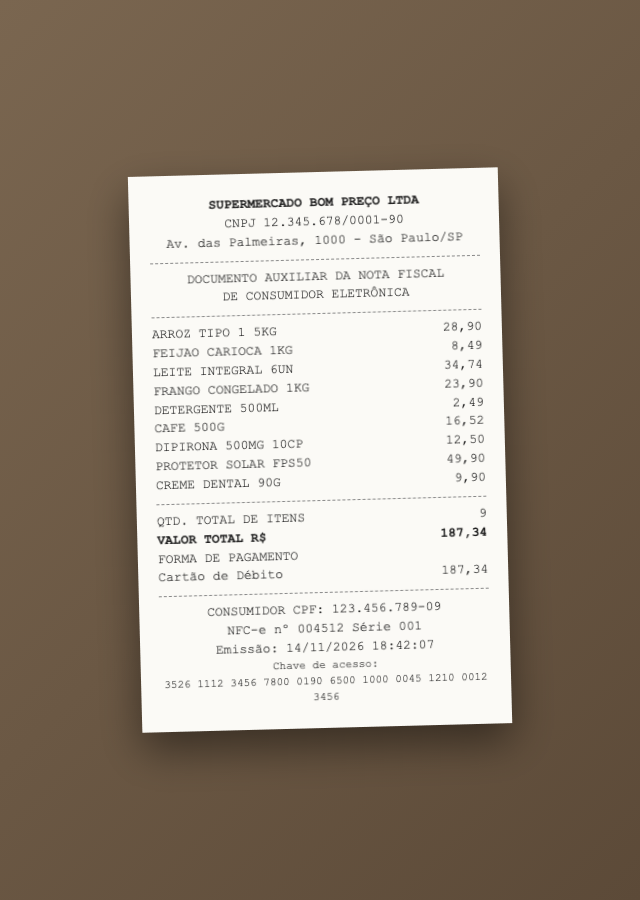 SUPERMERCADO BOM PREÇO LTDA
CNPJ 12.345.678/0001-90
Av. das Palmeiras, 1000 - São Paulo/SP
DOCUMENTO AUXILIAR DA NOTA FISCAL
DE CONSUMIDOR ELETRÔNICA
ARROZ TIPO 1 5KG 28,90
FEIJAO CARIOCA 1KG 8,49
LEITE INTEGRAL 6UN 34,74
FRANGO CONGELADO 1KG 23,90
DETERGENTE 500ML 2,49
CAFE 500G 16,52
DIPIRONA 500MG 10CP 12,50
PROTETOR SOLAR FPS50 49,90
CREME DENTAL 90G 9,90
QTD. TOTAL DE ITENS 9
VALOR TOTAL R$ 187,34
FORMA DE PAGAMENTO
Cartão de Débito 187,34
CONSUMIDOR CPF: 123.456.789-09
NFC-e nº 004512 Série 001
Emissão: 14/11/2026 18:42:07
Chave de acesso:
3526 1112 3456 7800 0190 6500 1000 0045 1210 0012
3456